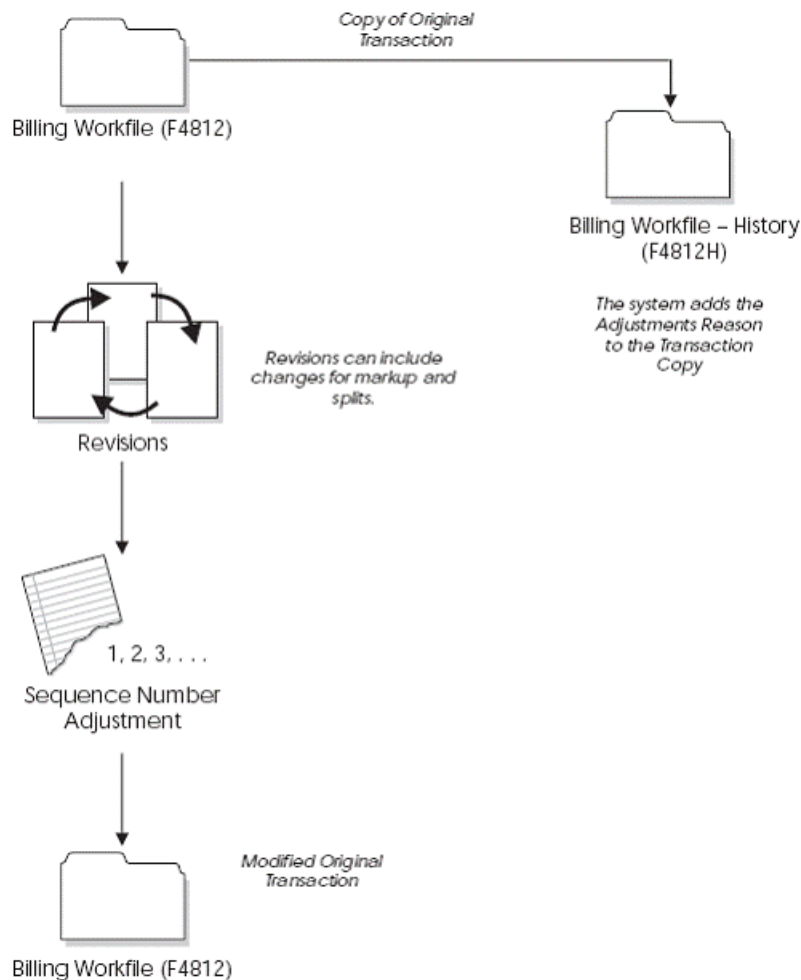 Copy of Original
Transaction
Billing Workfile (F4812)
Billing Workfile – History
(F4812H)
The system adds the
Adjustments Reason
to the Transaction
Copy
Revisions can include
changes for markup and
splits.
Revisions
1, 2, 3, . . .
Sequence Number
Adjustment
Modified Original
Transaction
Billing Workfile (F4812)